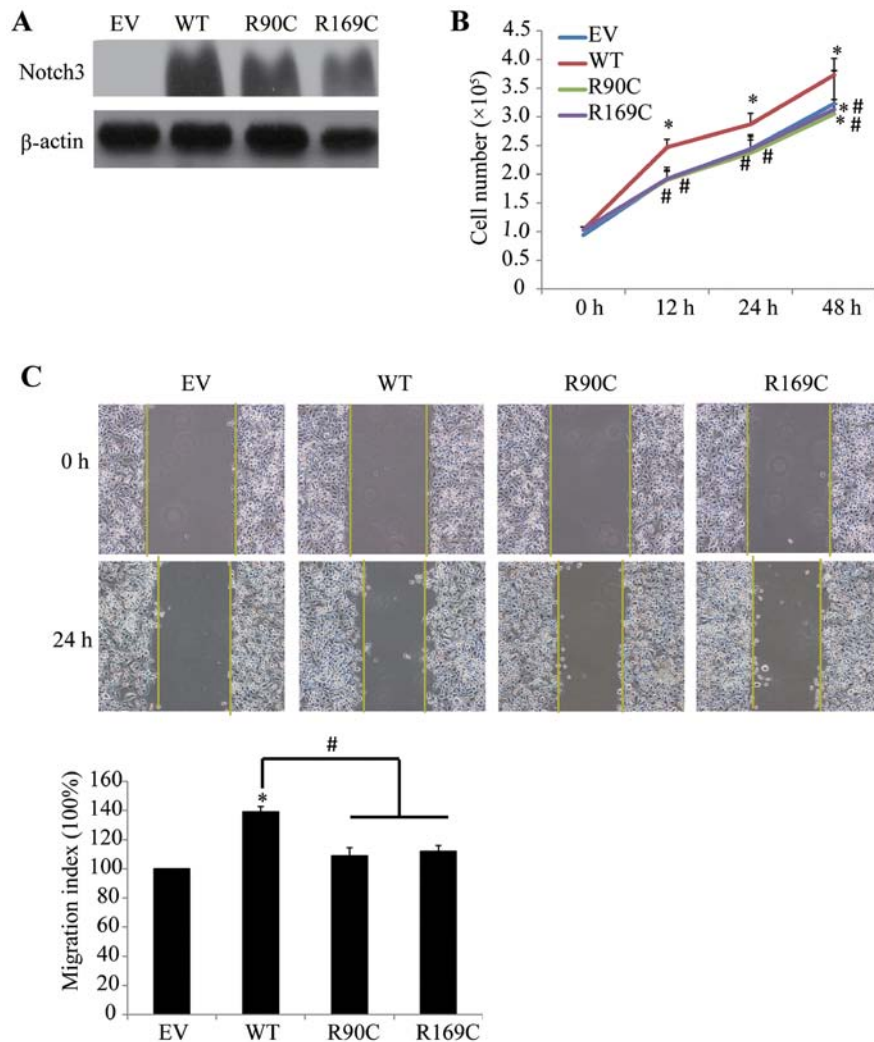 A
EV WT R90C R169C
Notch3
β-actin
B
EV
WT
R90C
R169C
Cell number (×10⁵)
4.5
4.0
3.5
3.0
2.5
2.0
1.5
1.0
0.5
0
* * *
* #
* #
# # # #
0 h 12 h 24 h 48 h
C
EV WT R90C R169C
0 h
24 h
#
*
Migration index (100%)
160
140
120
100
80
60
40
20
0
EV WT R90C R169C